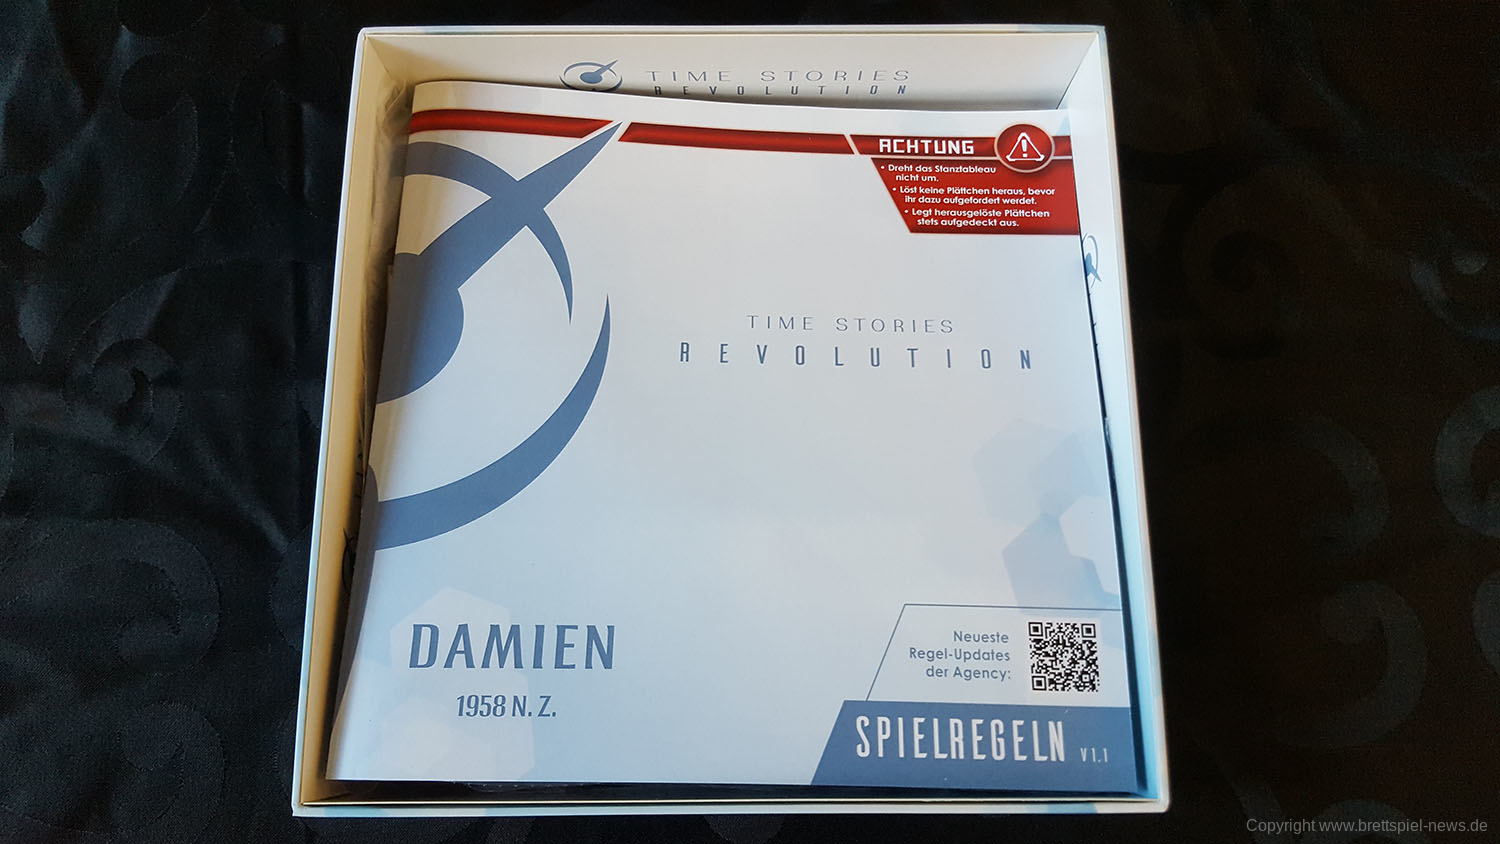 TIME STORIES
REVOLUTION
ACHTUNG
• Dreht das Stanztableau
nicht um.
• Löst keine Plättchen heraus, bevor
ihr dazu aufgefordert werdet.
• Legt herausgelöste Plättchen
stets aufgedeckt aus.
TIME STORIES
REVOLUTION
DAMIEN
1958 N. Z.
Neueste
Regel-Updates
der Agency:
SPIELREGELN V1.1
Copyright www.brettspiel-news.de